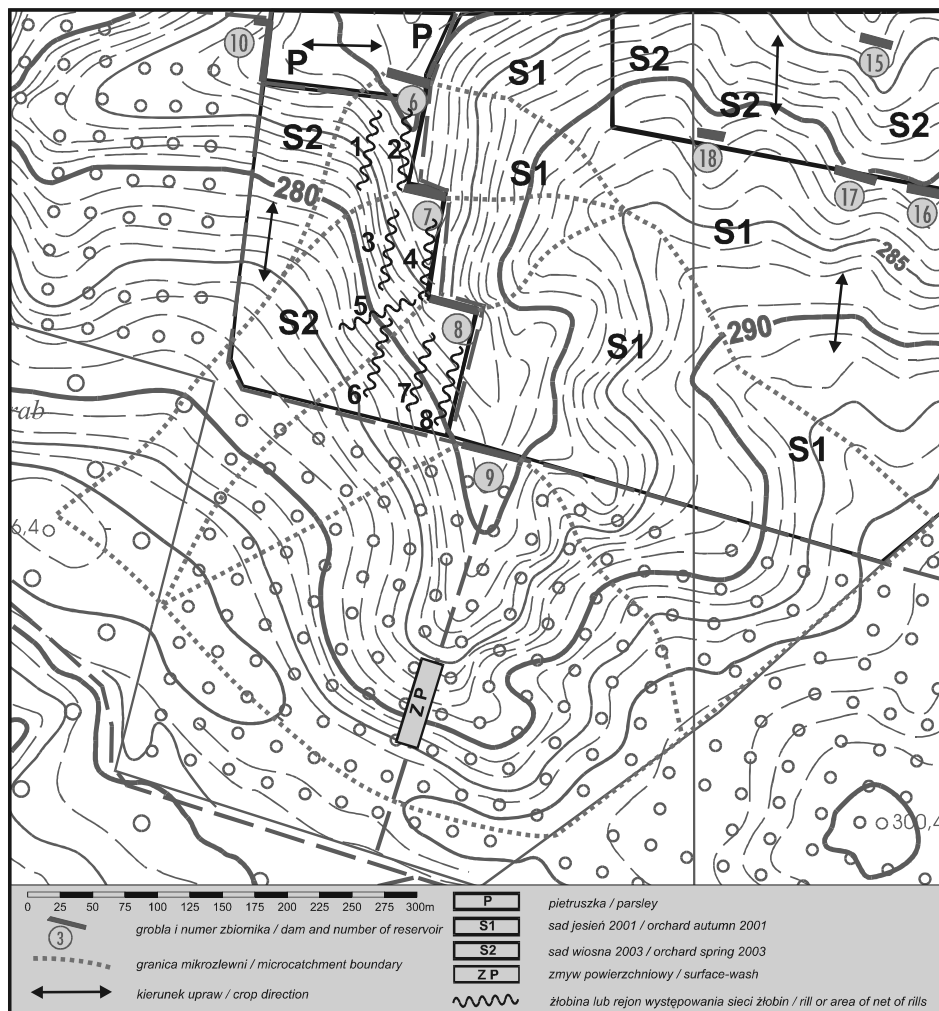 10
P
P
6
S1
S2
S2
15
S2
18
S2
1
2
S1
17
16
280
7
3
4
S1
285
S2
5
8
S1
290
6
7
8
rab
S1
9
6,4
Z P
300,4
0 25 50 75 100 125 150 175 200 225 250 275 300m
3
grobla i numer zbiornika / dam and number of reservoir
granica mikrozlewni / microcatchment boundary
kierunek upraw / crop direction
P pietruszka / parsley
S1 sad jesień 2001 / orchard autumn 2001
S2 sad wiosna 2003 / orchard spring 2003
Z P zmyw powierzchniowy / surface-wash
żłobina lub rejon występowania sieci żłobin / rill or area of net of rills